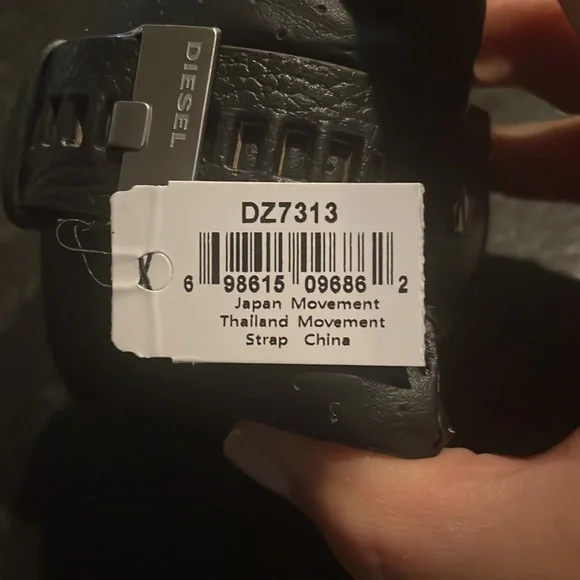 DIESEL
DZ7313
6 98615 09686 2
Japan Movement
Thailand Movement
Strap China